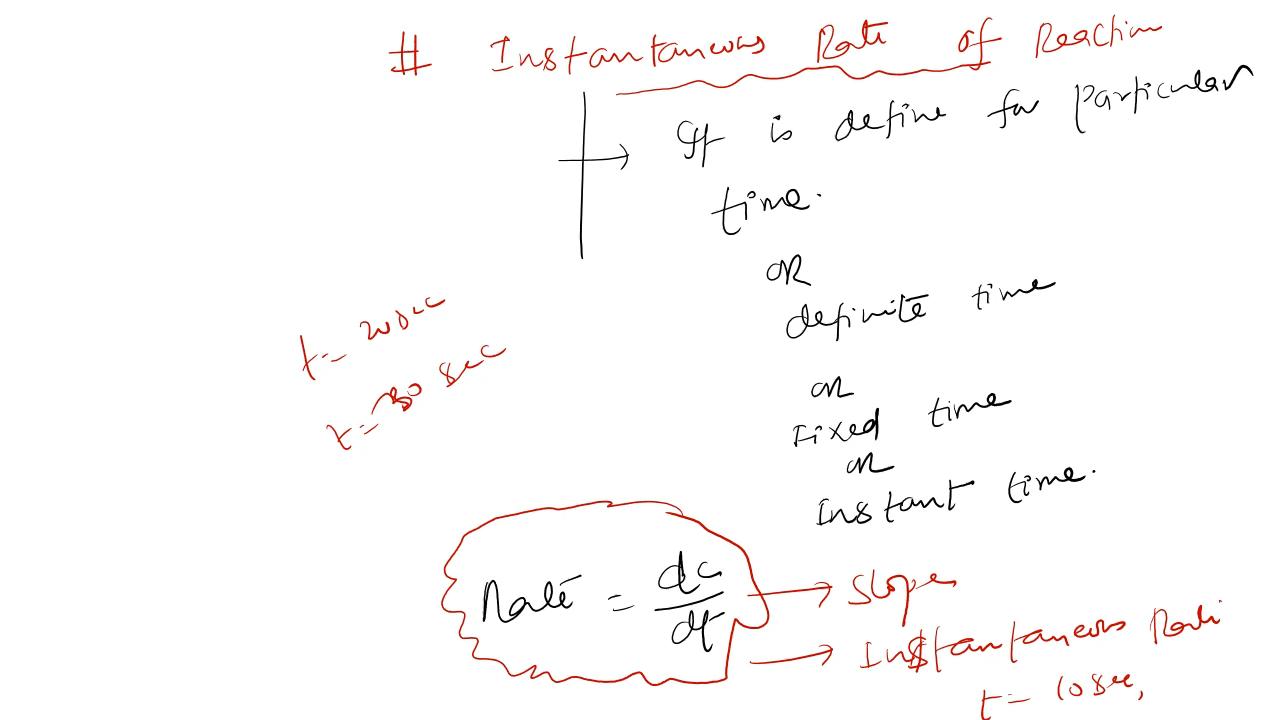 # Instantaneous Rate of Reaction
It is define for Particular
time.
OR
definite time
OR
Fixed time
OR
Instant time.
t = 20 sec
t = 30 sec
Rate = dc/dt → Slope
→ Instantaneous Rate
t = 10 sec,